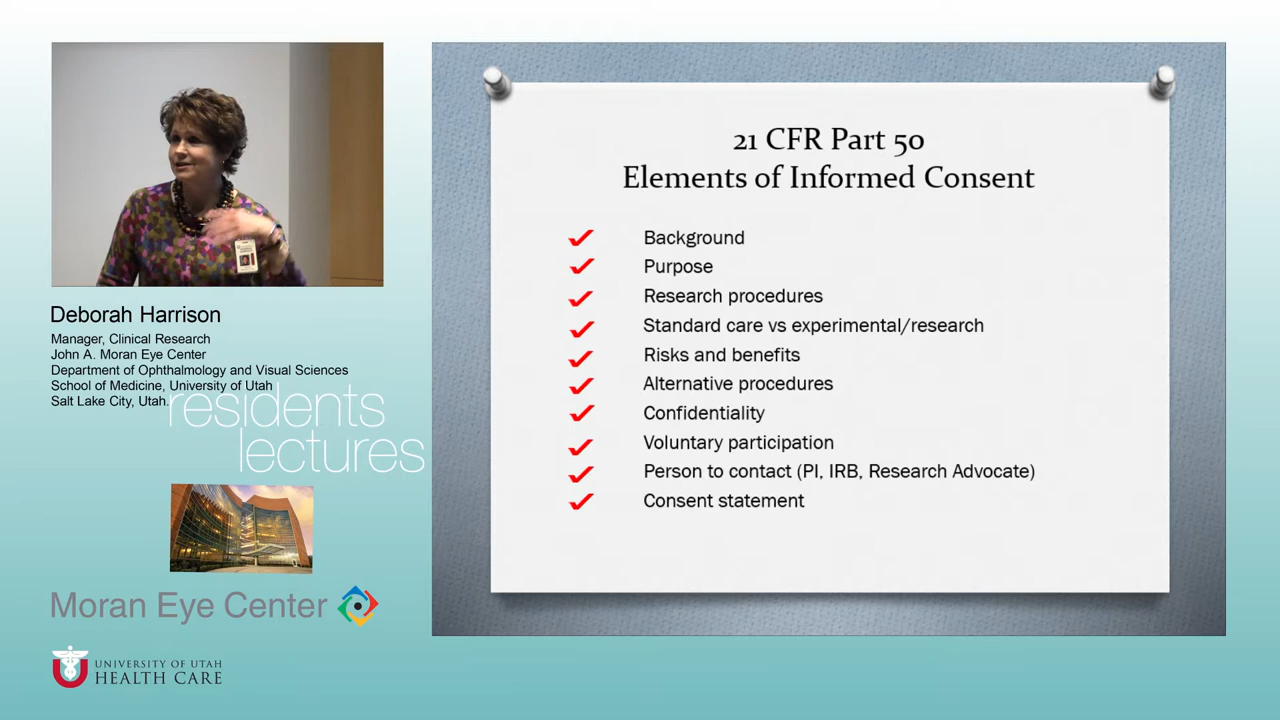 Deborah Harrison
Manager, Clinical Research
John A. Moran Eye Center
Department of Ophthalmology and Visual Sciences
School of Medicine, University of Utah
Salt Lake City, Utah.
residents
lectures
Moran Eye Center
UNIVERSITY OF UTAH
HEALTH CARE
21 CFR Part 50
Elements of Informed Consent
Background
Purpose
Research procedures
Standard care vs experimental/research
Risks and benefits
Alternative procedures
Confidentiality
Voluntary participation
Person to contact (PI, IRB, Research Advocate)
Consent statement